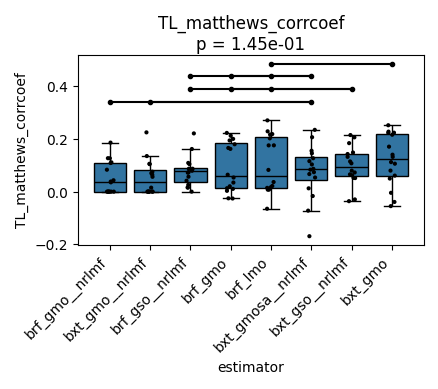 TL_matthews_corrcoef
p = 1.45e-01
TL_matthews_corrcoef
0.4
0.2
0.0
−0.2
brf_gmo__nrlmf
bxt_gmo__nrlmf
brf_gso__nrlmf
brf_gmo
brf_lmo
bxt_gmosa__nrlmf
bxt_gso__nrlmf
bxt_gmo
estimator